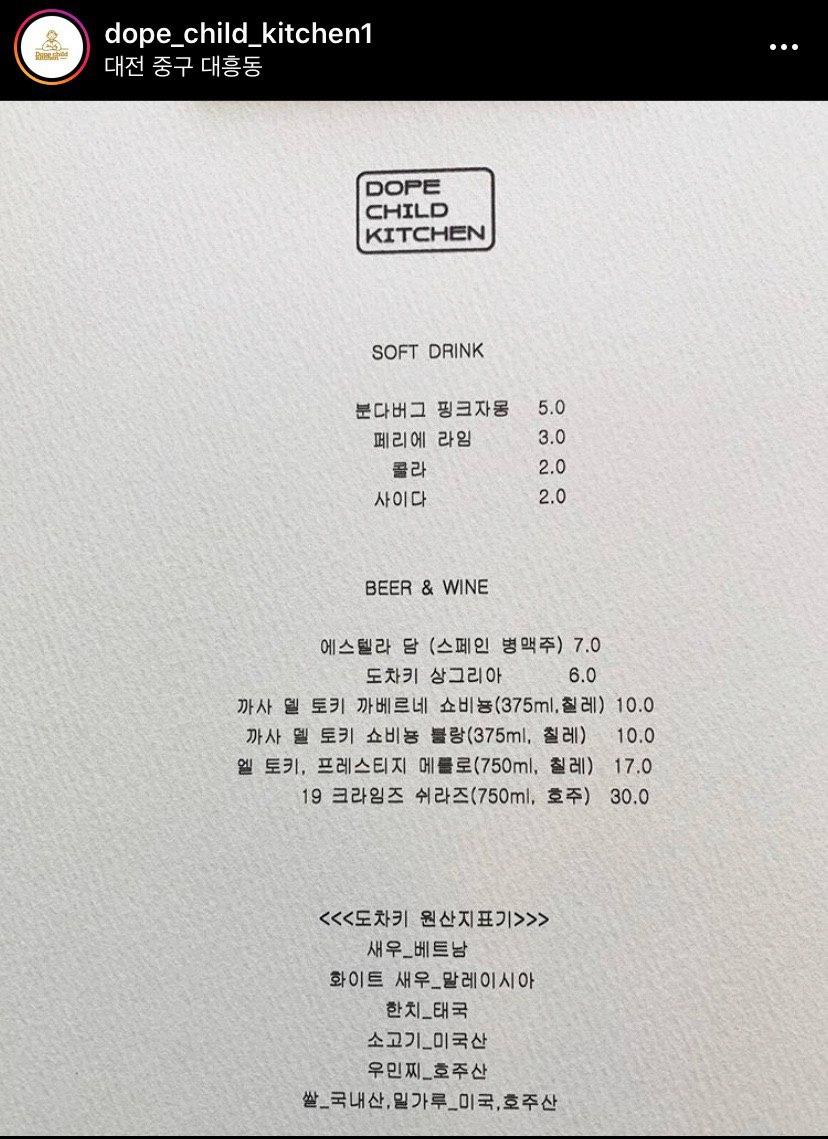 dope_child_kitchen1
대전 중구 대흥동
DOPE
CHILD
KITCHEN
SOFT DRINK
분다버그 핑크자몽 5.0
페리에 라임 3.0
콜라 2.0
사이다 2.0
BEER & WINE
에스텔라 담 (스페인 병맥주) 7.0
도차키 상그리아 6.0
까사 델 토키 까베르네 쇼비뇽(375ml,칠레) 10.0
까사 델 토키 쇼비뇽 블랑(375ml, 칠레) 10.0
엘 토키, 프레스티지 메를로(750ml, 칠레) 17.0
19 크라임즈 쉬라즈(750ml, 호주) 30.0
<<<도차키 원산지표기>>>
새우_베트남
화이트 새우_말레이시아
한치_태국
소고기_미국산
우민찌_호주산
쌀_국내산,밀가루_미국,호주산